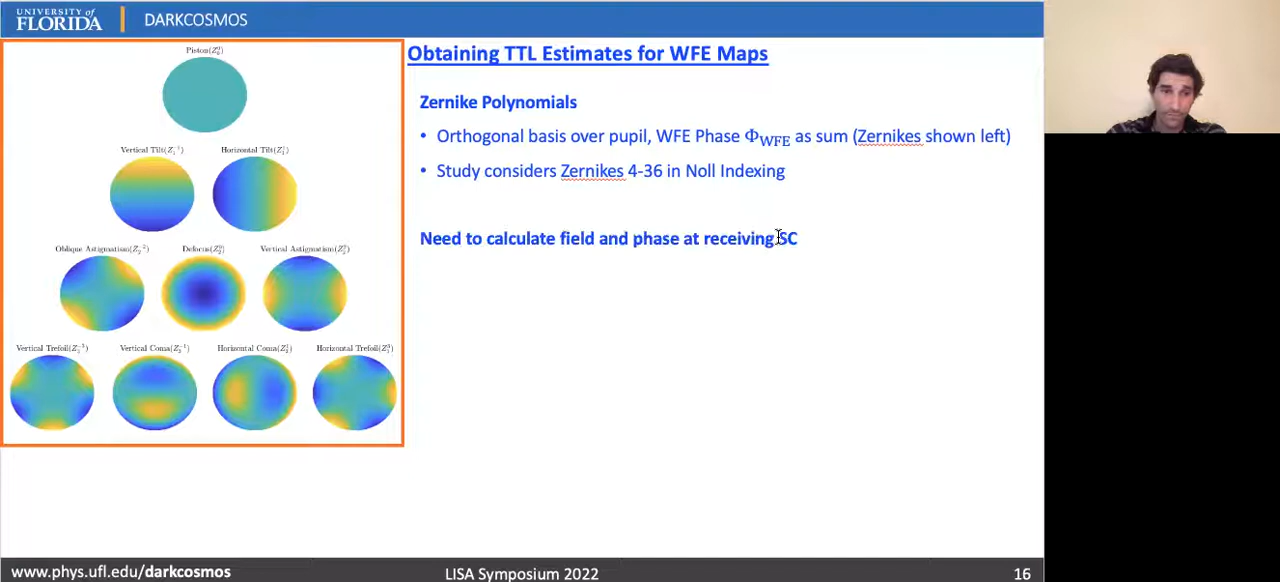 UNIVERSITY of
FLORIDA
DARKCOSMOS
Obtaining TTL Estimates for WFE Maps
Zernike Polynomials
• Orthogonal basis over pupil, WFE Phase Φ_WFE as sum (Zernikes shown left)
• Study considers Zernikes 4-36 in Noll Indexing
Need to calculate field and phase at receiving SC
Piston(Z₀⁰)
Vertical Tilt(Z₁⁻¹)
Horizontal Tilt(Z₁¹)
Oblique Astigmatism(Z₂⁻²)
Defocus(Z₂⁰)
Vertical Astigmatism(Z₂²)
Vertical Trefoil(Z₃⁻³)
Vertical Coma(Z₃⁻¹)
Horizontal Coma(Z₃¹)
Horizontal Trefoil(Z₃³)
www.phys.ufl.edu/darkcosmos
LISA Symposium 2022
16